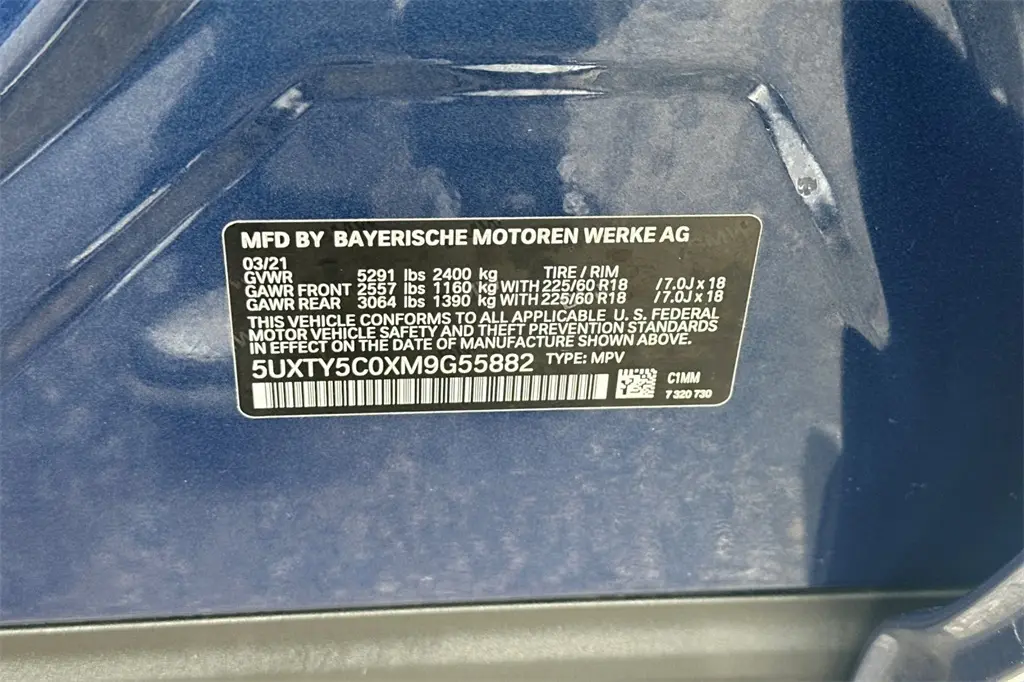 MFD BY BAYERISCHE MOTOREN WERKE AG
03/21
GVWR 5291 lbs 2400 kg TIRE / RIM
GAWR FRONT 2557 lbs 1160 kg WITH 225/60 R18 / 7.0J x 18
GAWR REAR 3064 lbs 1390 kg WITH 225/60 R18 / 7.0J x 18
THIS VEHICLE CONFORMS TO ALL APPLICABLE U. S. FEDERAL
MOTOR VEHICLE SAFETY AND THEFT PREVENTION STANDARDS
IN EFFECT ON THE DATE OF MANUFACTURE SHOWN ABOVE.
5UXTY5C0XM9G55882 TYPE: MPV
C1MM
7 320 730